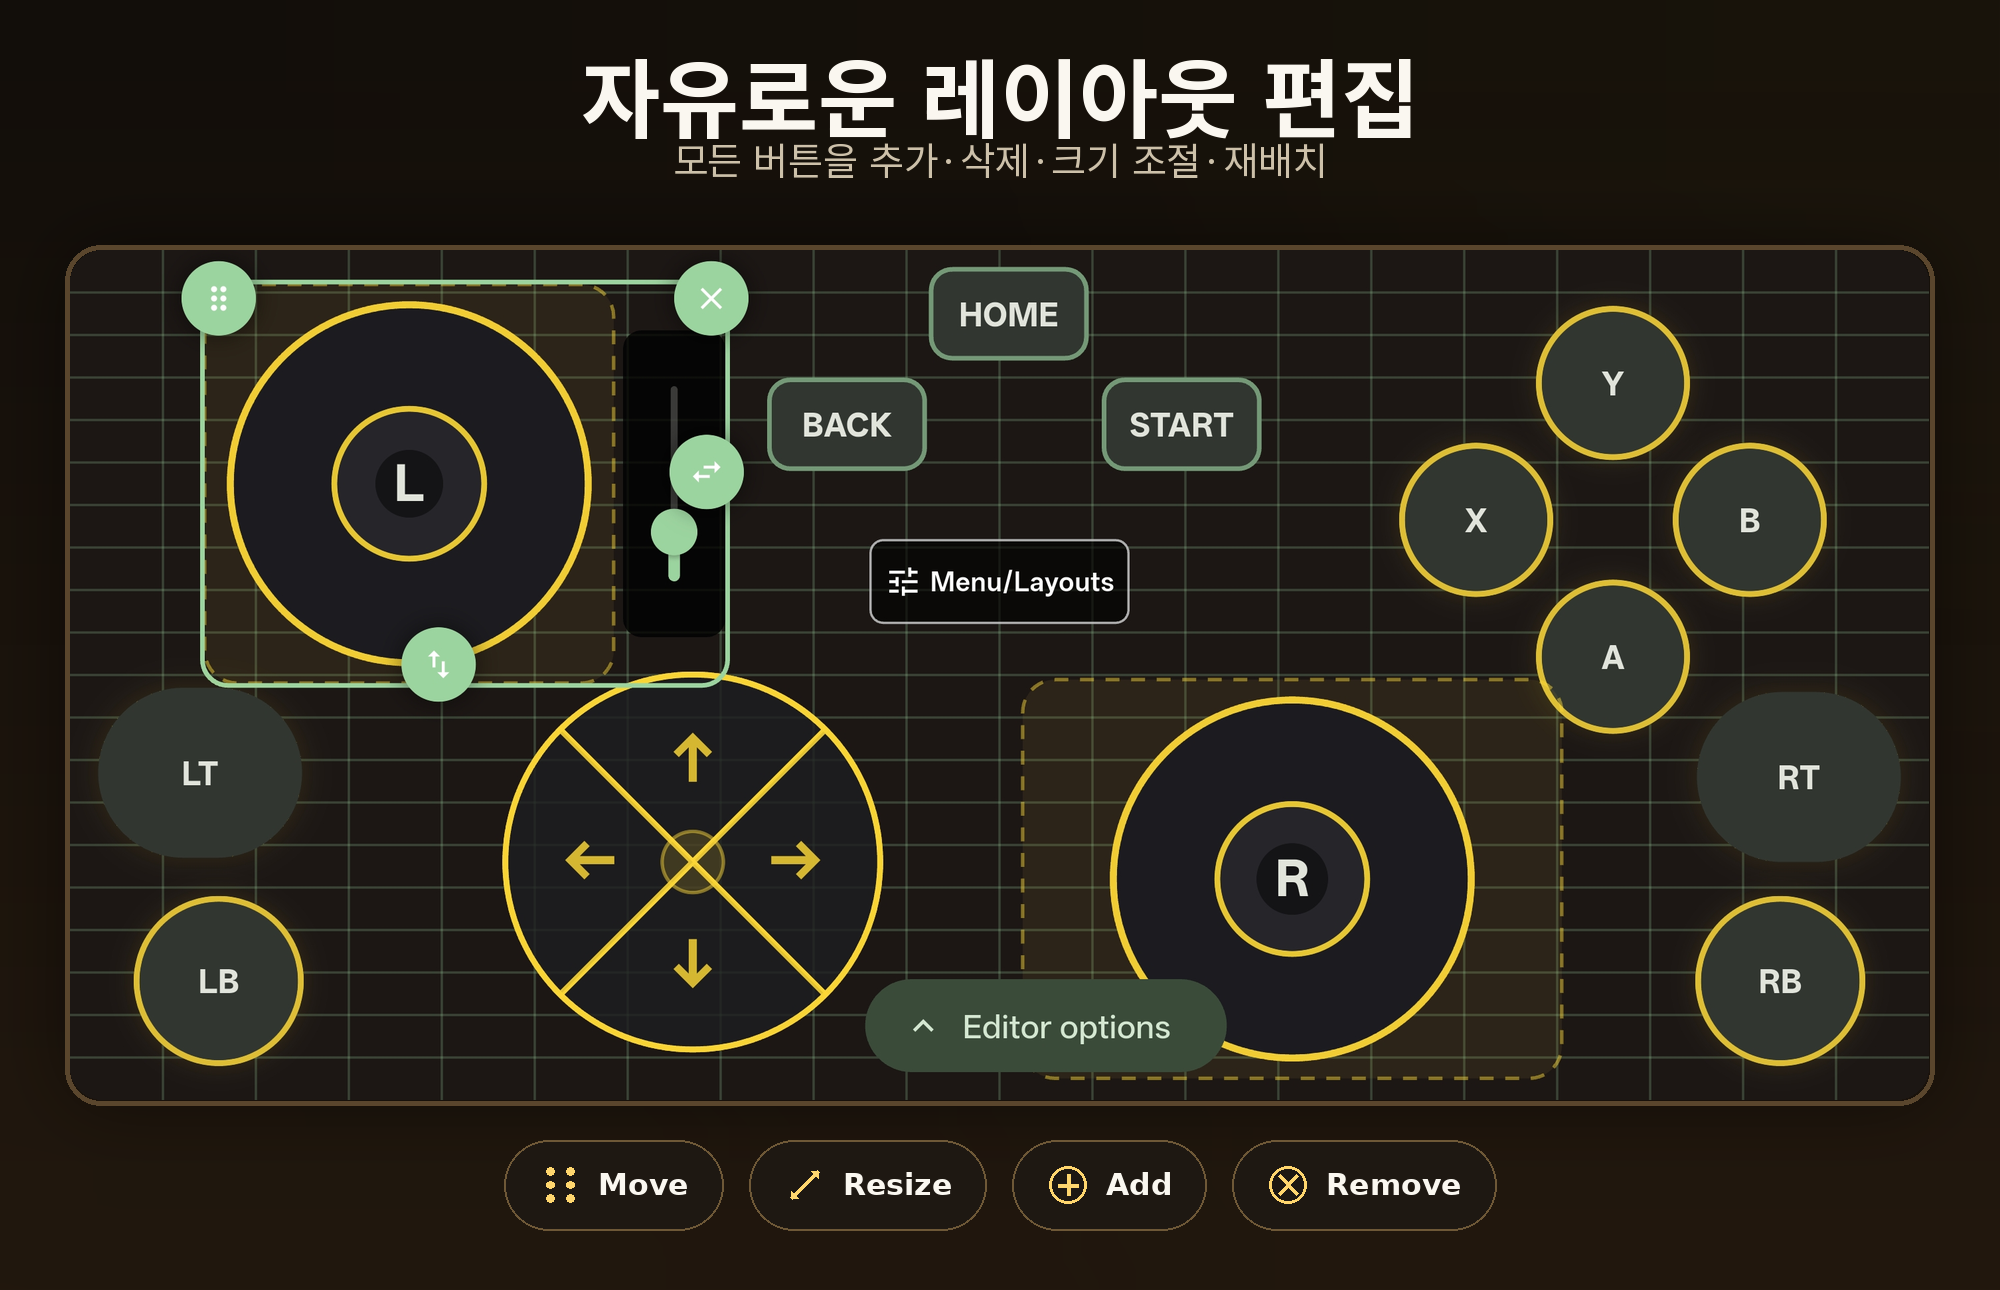 자유로운 레이아웃 편집
모든 버튼을 추가·삭제·크기 조절·재배치
HOME
BACK
START
Y
X
B
A
L
Menu/Layouts
LT
RT
R
LB
RB
Editor options
Move
Resize
Add
Remove